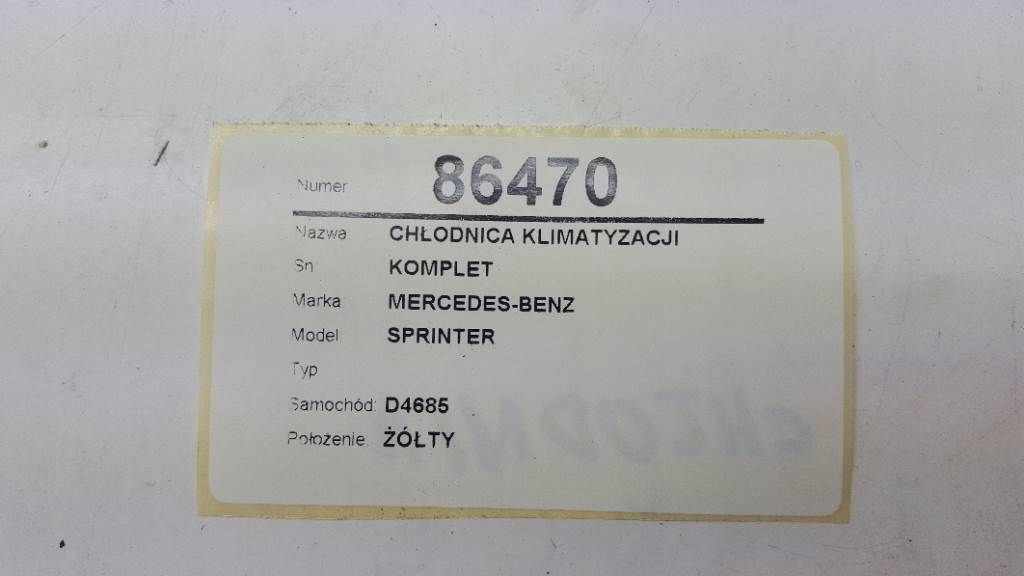 Numer 86470
Nazwa CHŁODNICA KLIMATYZACJI
Sn KOMPLET
Marka MERCEDES-BENZ
Model SPRINTER
Typ
Samochód: D4685
Położenie: ŻÓŁTY